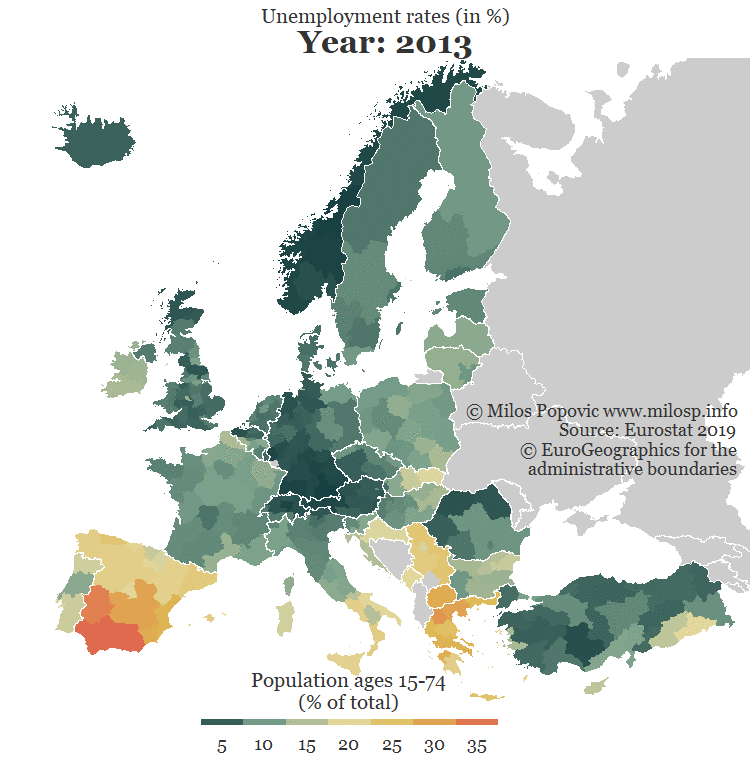 Unemployment rates (in %)
Year: 2013
© Milos Popovic www.milosp.info
Source: Eurostat 2019
© EuroGeographics for the
administrative boundaries
Population ages 15-74
(% of total)
5 10 15 20 25 30 35